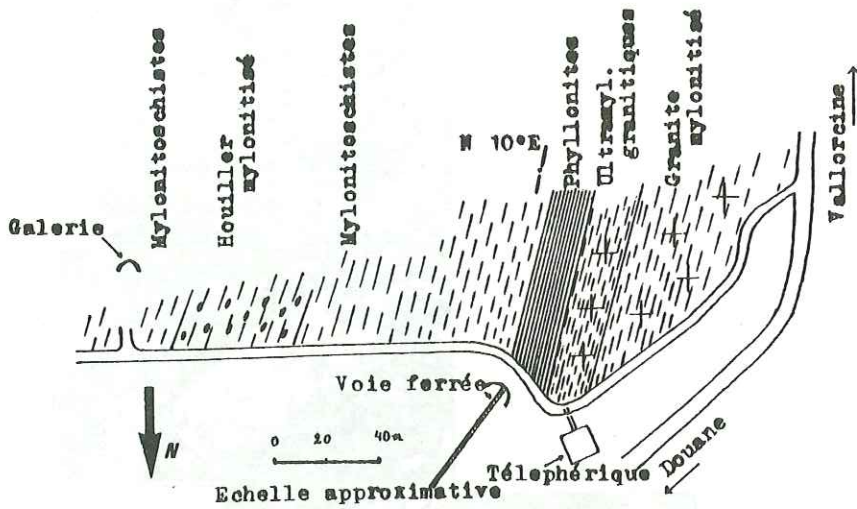 Mylonitoschistes
Houiller
mylonitisé
Mylonitoschistes
N 10°E
Phyllonites
Ultramyl.
granitiques
Granite
mylonitisé
Vallorcine
Galerie
Voie ferrée
N
0 20 40m
Echelle approximative
Télephérique
Douane